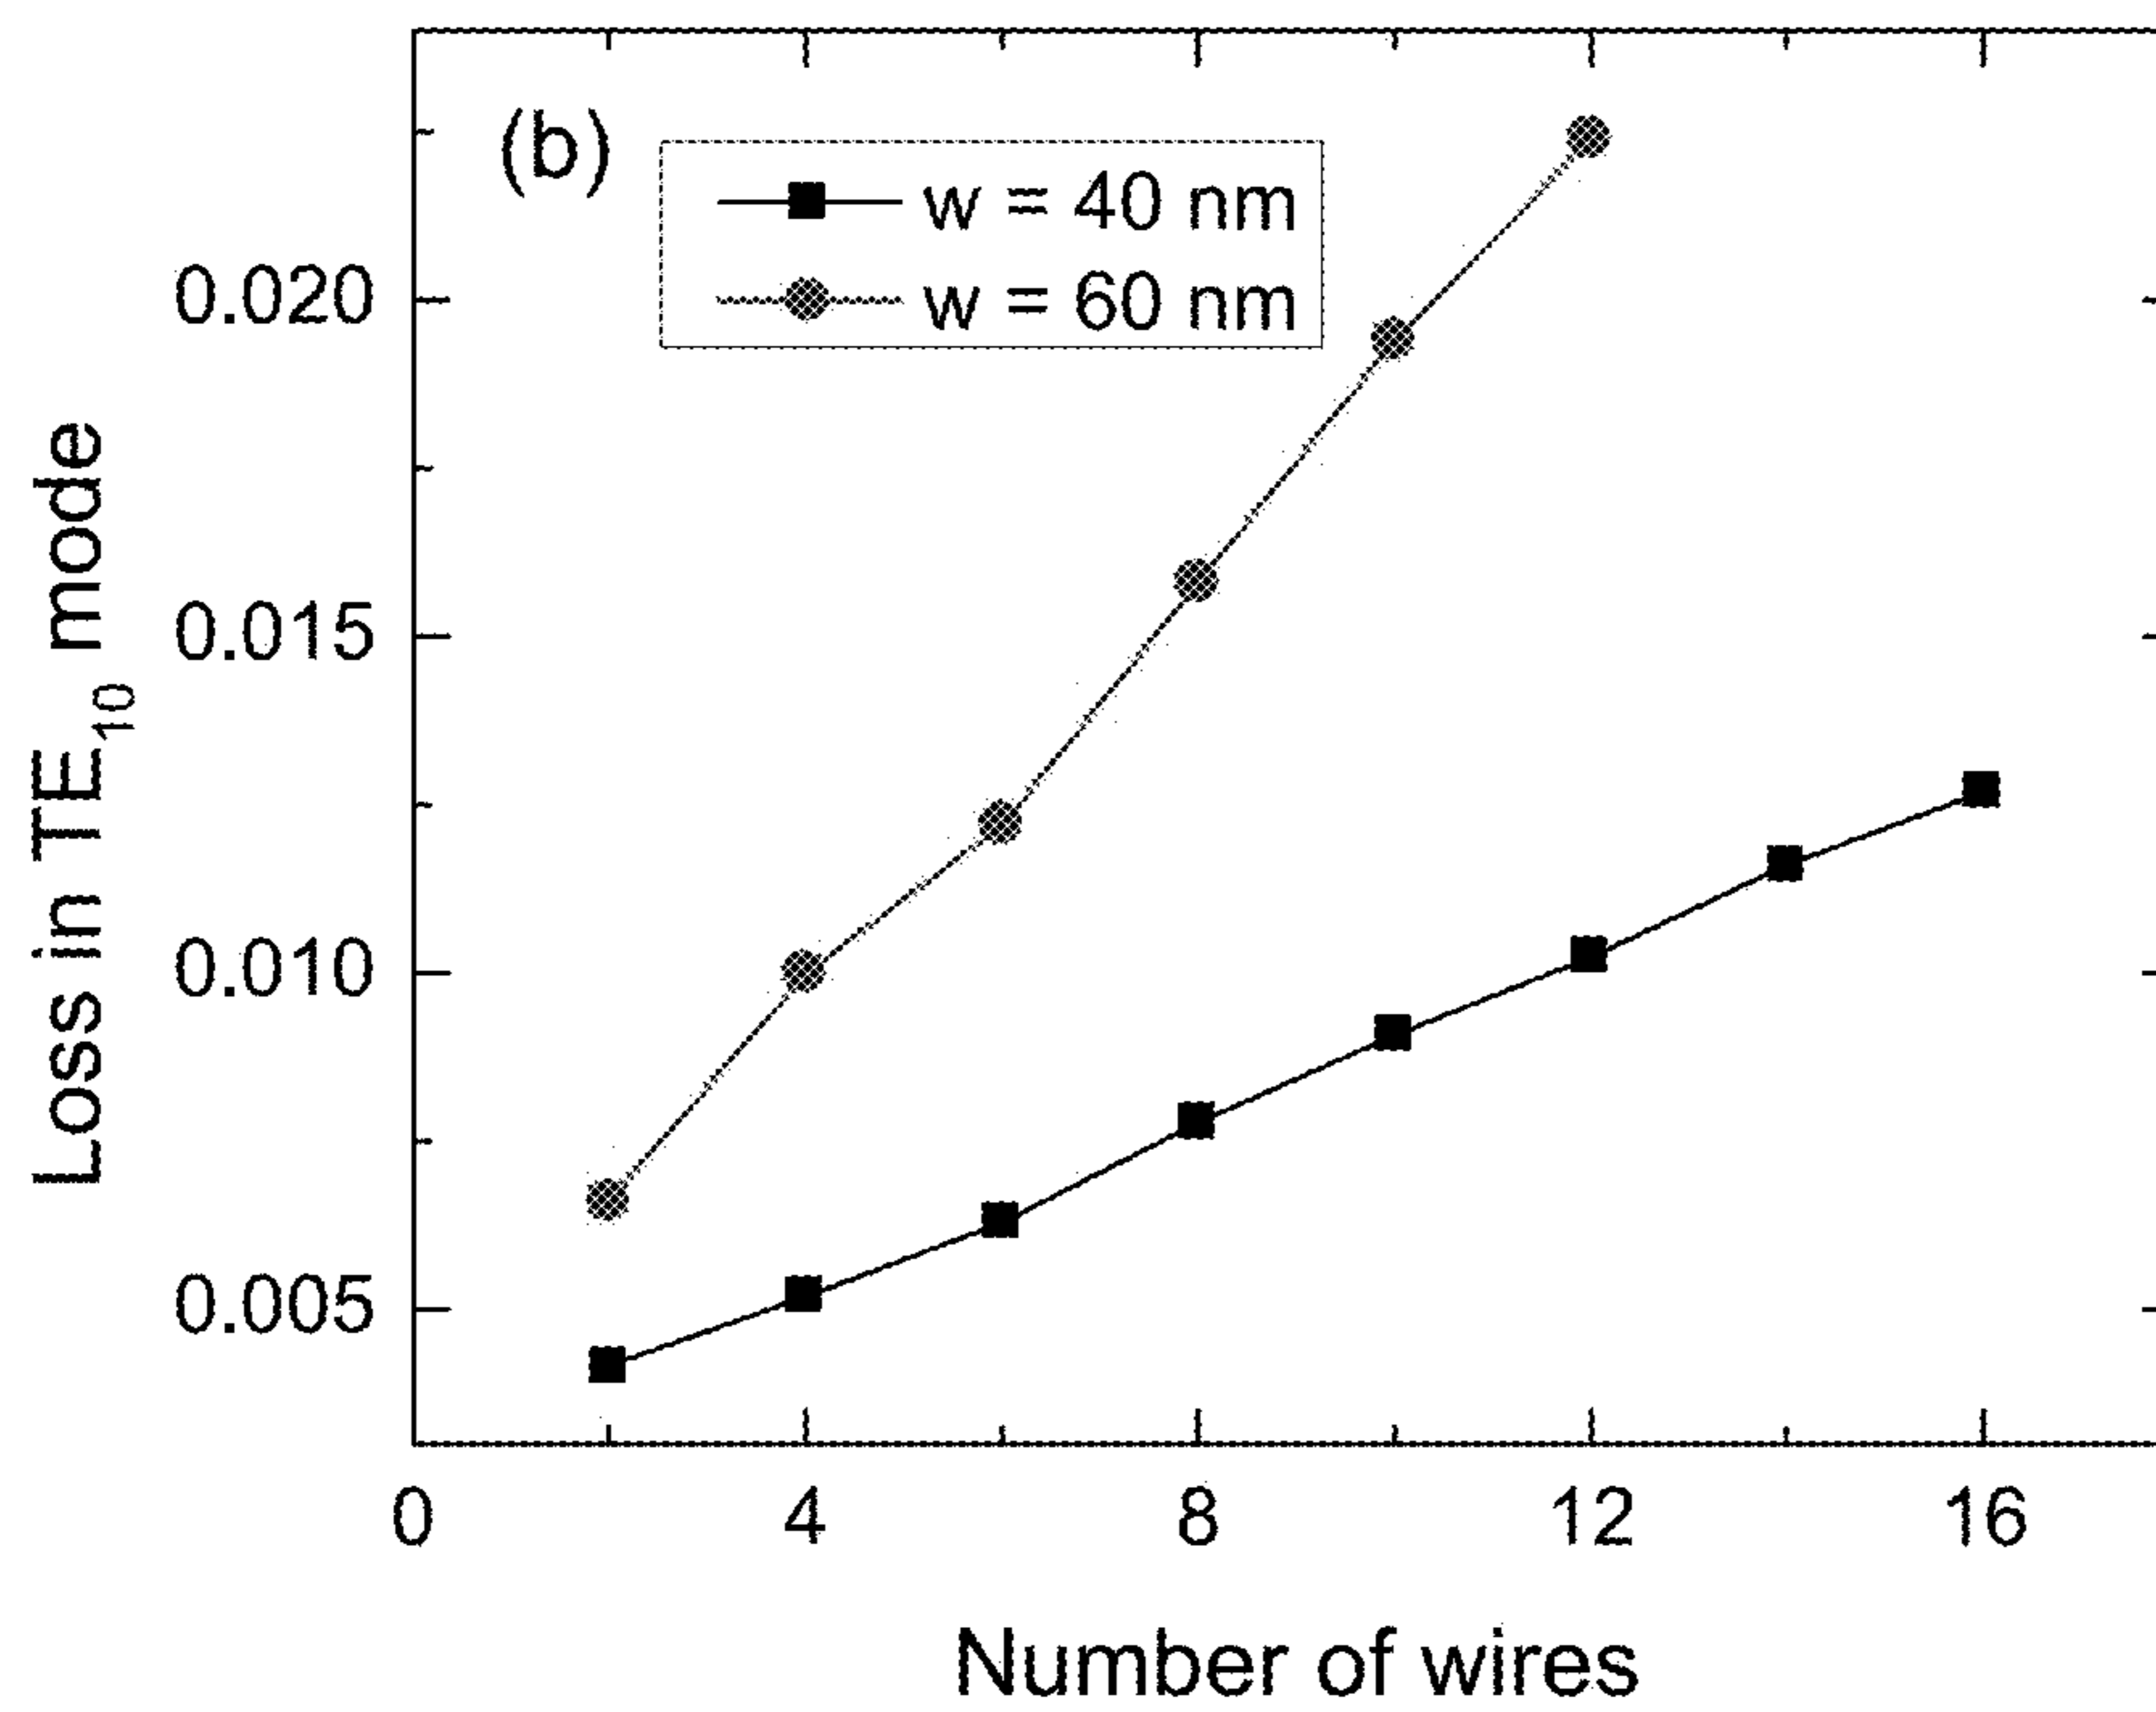 (b)
w = 40 nm
w = 60 nm
0.020
0.015
0.010
0.005
Loss in TE10 mode
0 4 8 12 16
Number of wires